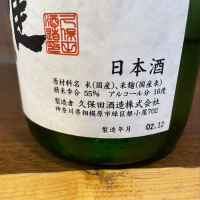 日本酒
原材料名 米(国産)、米麹(国産米)
精米歩合 55% アルコール分 16度
製造者 久保田酒造株式会社
神奈川県相模原市緑区根小屋702
製造年月 02.12